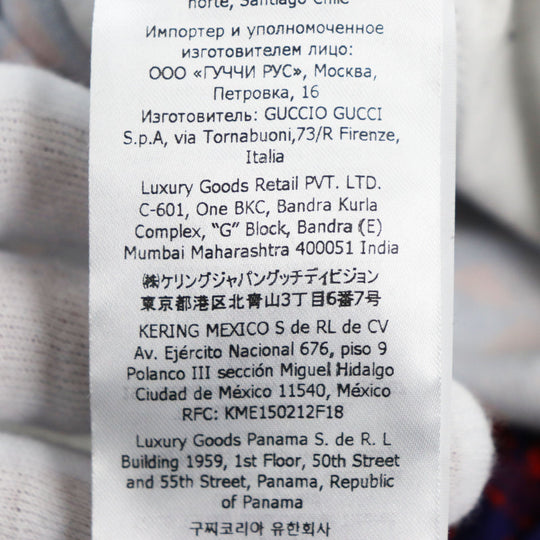 norte, Santiago Chile
Импортер и уполномоченное
изготовителем лицо:
ООО «ГУЧЧИ РУС», Москва,
Петровка, 16
Изготовитель: GUCCIO GUCCI
S.p.A, via Tornabuoni,73/R Firenze,
Italia
Luxury Goods Retail PVT. LTD.
C-601, One BKC, Bandra Kurla
Complex, “G” Block, Bandra (E)
Mumbai Maharashtra 400051 India
㈱ケリングジャパングッチディビジョン
東京都港区北青山3丁目6番7号
KERING MEXICO S de RL de CV
Av. Ejército Nacional 676, piso 9
Polanco III sección Miguel Hidalgo
Ciudad de México 11540, México
RFC: KME150212F18
Luxury Goods Panama S. de R. L
Building 1959, 1st Floor, 50th Street
and 55th Street, Panama, Republic
of Panama
구찌코리아 유한회사